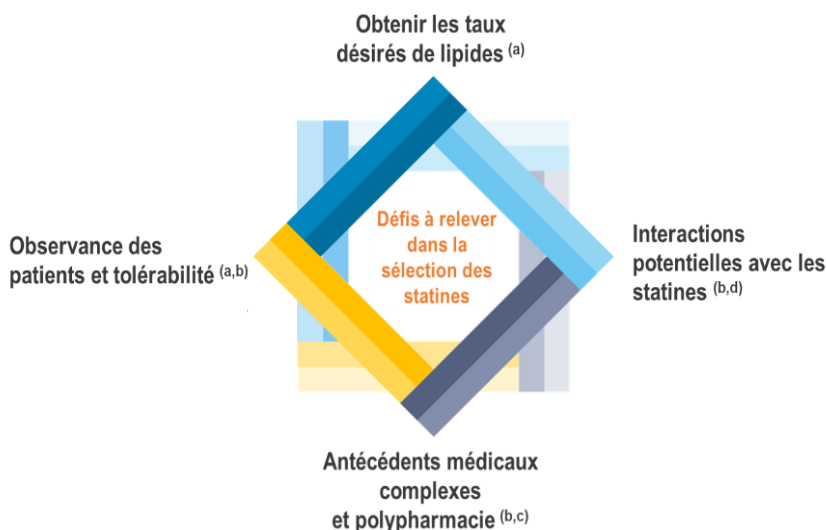 Obtenir les taux
désirés de lipides (a)
Défis à relever
dans la
sélection des
statines
Observance des
patients et tolérabilité (a,b)
Interactions
potentielles avec les
statines (b,d)
Antécédents médicaux
complexes
et polypharmacie (b,c)